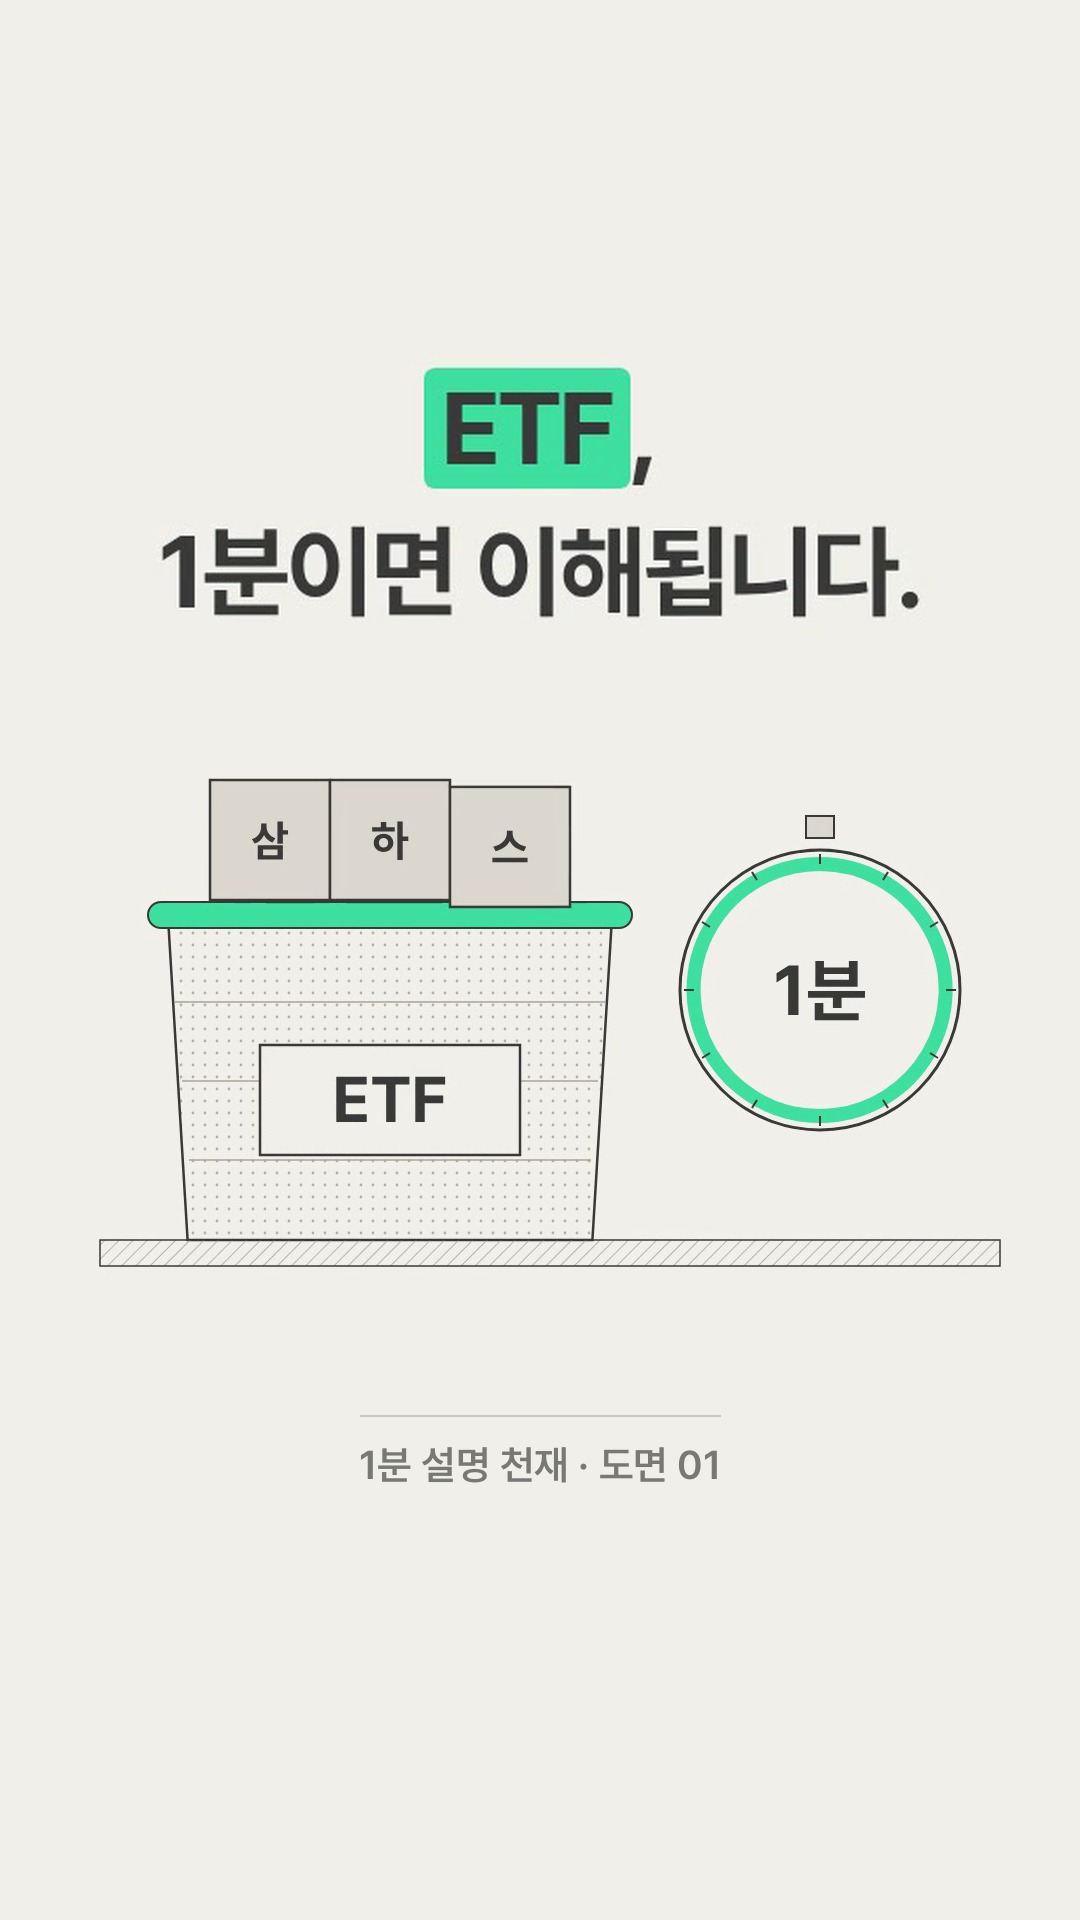 ETF,
1분이면 이해됩니다.
삼 하 스
1분
ETF
1분 설명 천재 · 도면 01